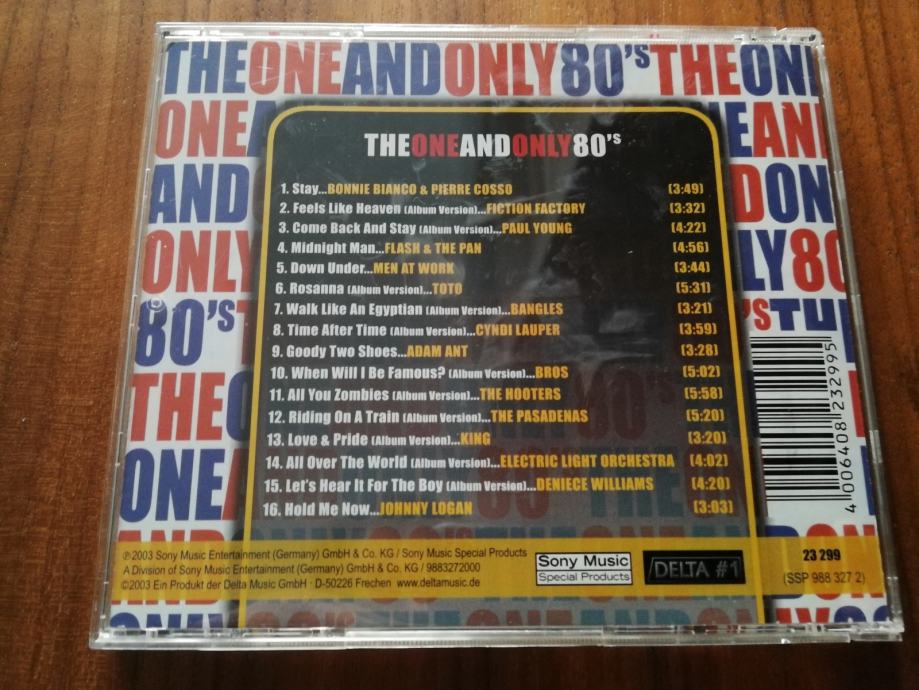 THEONEANDONLY80'sTHEON
ONE
AND
ONLY
80's
THE
ONE
AND
ONLY
THEONEANDONLY80's
1. Stay...BONNIE BIANCO & PIERRE COSSO (3:49)
2. Feels Like Heaven (Album Version)...FICTION FACTORY (3:32)
3. Come Back And Stay (Album Version)...PAUL YOUNG (4:22)
4. Midnight Man...FLASH & THE PAN (4:56)
5. Down Under...MEN AT WORK (3:44)
6. Rosanna (Album Version)...TOTO (5:31)
7. Walk Like An Egyptian (Album Version)...BANGLES (3:21)
8. Time After Time (Album Version)...CYNDI LAUPER (3:59)
9. Goody Two Shoes...ADAM ANT (3:28)
10. When Will I Be Famous? (Album Version)...BROS (5:02)
11. All You Zombies (Album Version)...THE HOOTERS (5:58)
12. Riding On A Train (Album Version)...THE PASADENAS (5:20)
13. Love & Pride (Album Version)...KING (3:20)
14. All Over The World (Album Version)...ELECTRIC LIGHT ORCHESTRA (4:02)
15. Let's Hear It For The Boy (Album Version)...DENIECE WILLIAMS (4:20)
16. Hold Me Now...JOHNNY LOGAN (3:03)
4 006408 232995
℗2003 Sony Music Entertainment (Germany) GmbH & Co. KG / Sony Music Special Products
A Division of Sony Music Entertainment (Germany) GmbH & Co. KG / 9883272000
©2003 Ein Produkt der Delta Music GmbH · D-50226 Frechen www.deltamusic.de
Sony Music
Special Products
DELTA #1
23 299
(SSP 988 327 2)